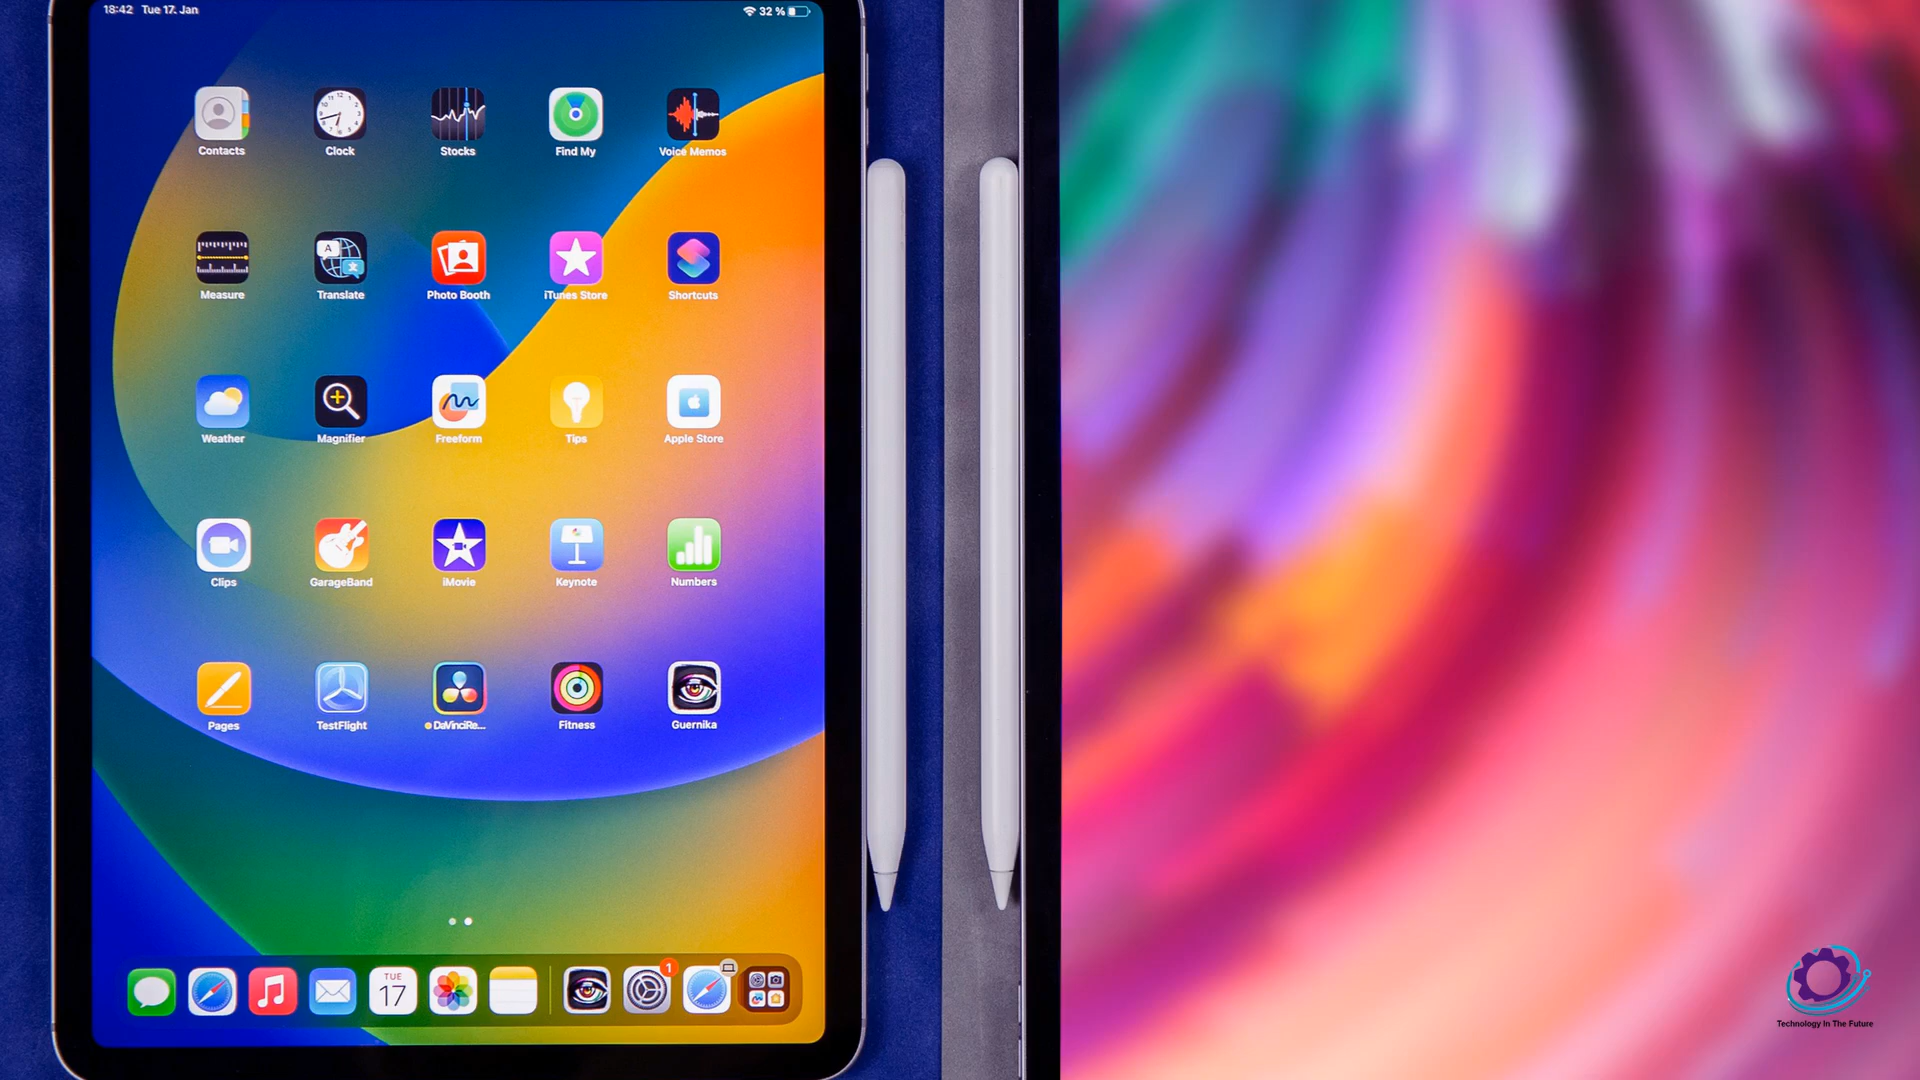 18:42 Tue 17. Jan 32 %
Contacts Clock Stocks Find My Voice Memos
Measure Translate Photo Booth iTunes Store Shortcuts
A
文
Weather Magnifier Freeform Tips Apple Store
Clips GarageBand iMovie Keynote Numbers
Pages TestFlight DaVinciRe... Fitness Guernika
1
TUE
17
Technology In The Future